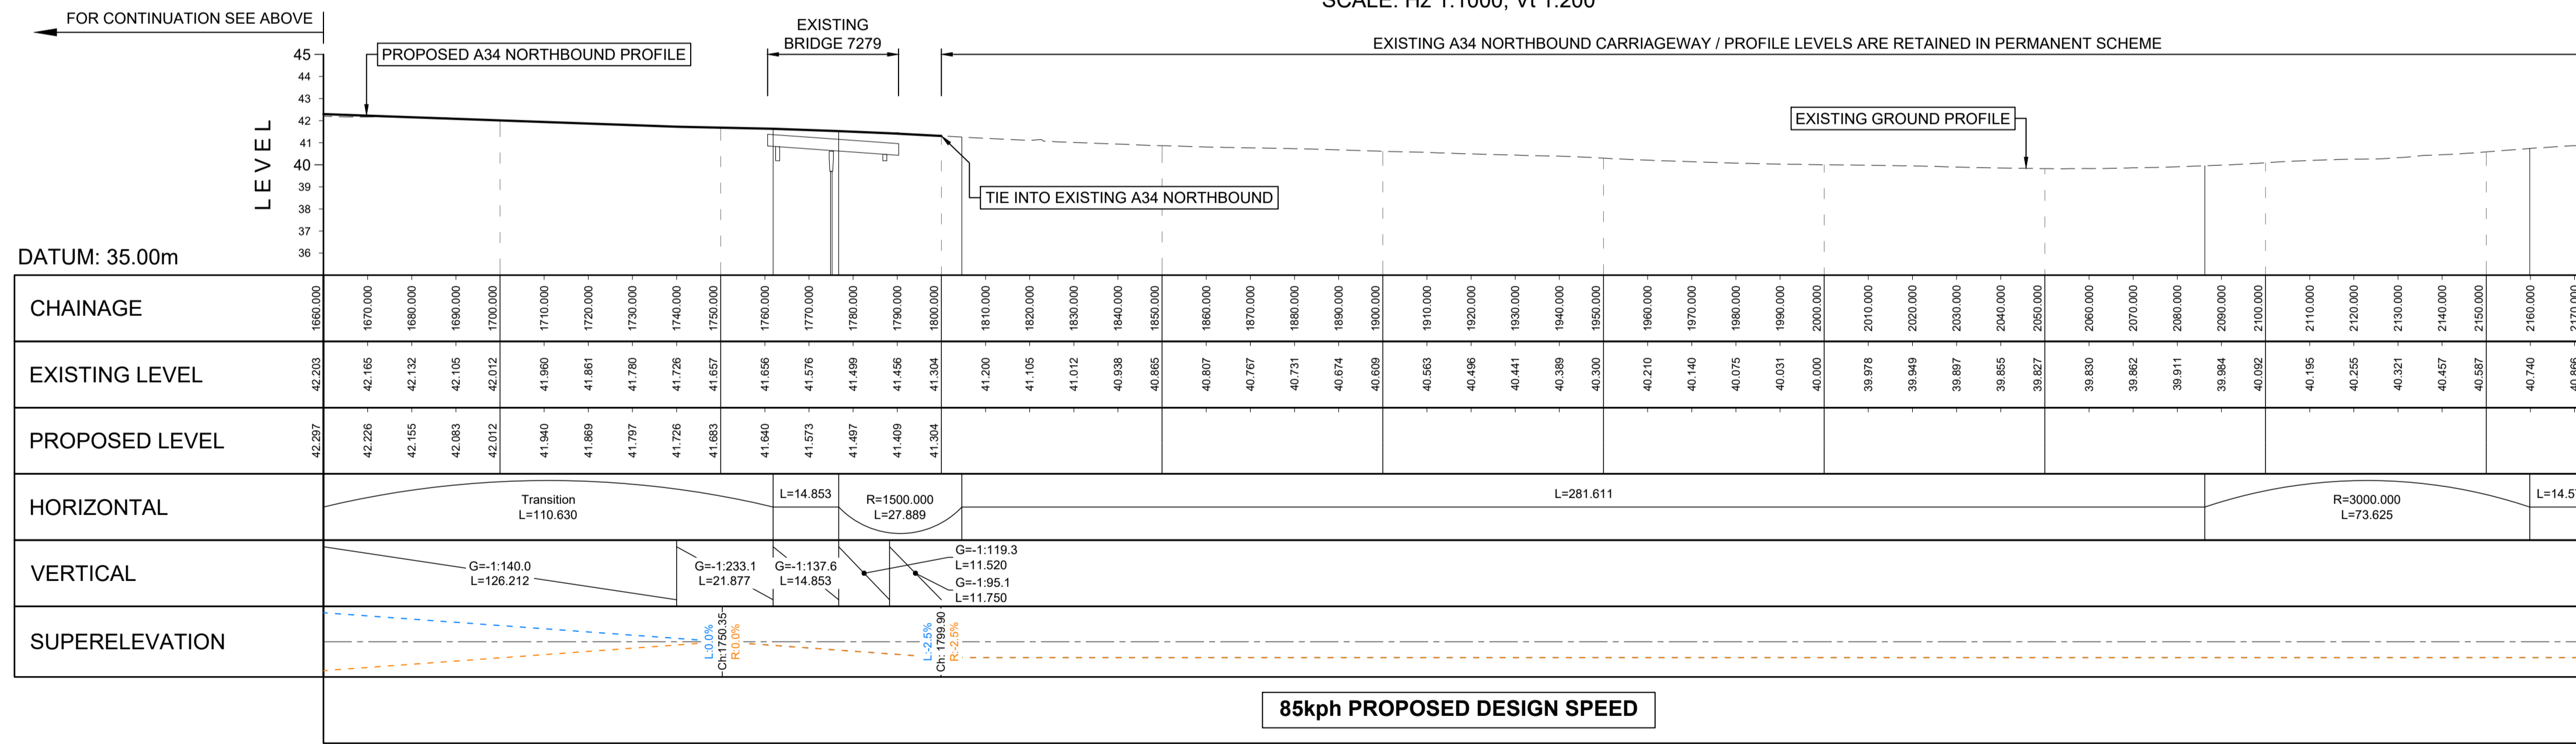 SCALE: Hz 1:1000, Vt 1:200
FOR CONTINUATION SEE ABOVE
EXISTING
BRIDGE 7279
EXISTING A34 NORTHBOUND CARRIAGEWAY / PROFILE LEVELS ARE RETAINED IN PERMANENT SCHEME
PROPOSED A34 NORTHBOUND PROFILE
EXISTING GROUND PROFILE
TIE INTO EXISTING A34 NORTHBOUND
LEVEL
45
44
43
42
41
40
39
38
37
36
DATUM: 35.00m
CHAINAGE
1660.000 1670.000 1680.000 1690.000 1700.000 1710.000 1720.000 1730.000 1740.000 1750.000 1760.000 1770.000 1780.000 1790.000 1800.000 1810.000 1820.000 1830.000 1840.000 1850.000 1860.000 1870.000 1880.000 1890.000 1900.000 1910.000 1920.000 1930.000 1940.000 1950.000 1960.000 1970.000 1980.000 1990.000 2000.000 2010.000 2020.000 2030.000 2040.000 2050.000 2060.000 2070.000 2080.000 2090.000 2100.000 2110.000 2120.000 2130.000 2140.000 2150.000 2160.000 2170.000
EXISTING LEVEL
42.203 42.165 42.132 42.105 42.012 41.960 41.861 41.780 41.726 41.657 41.656 41.576 41.499 41.456 41.304 41.200 41.105 41.012 40.938 40.865 40.807 40.767 40.731 40.674 40.609 40.563 40.496 40.441 40.389 40.300 40.210 40.140 40.075 40.031 40.000 39.978 39.949 39.897 39.855 39.827 39.830 39.862 39.911 39.984 40.092 40.195 40.255 40.321 40.457 40.587 40.740 40.866
PROPOSED LEVEL
42.297 42.226 42.155 42.083 42.012 41.940 41.869 41.797 41.726 41.683 41.640 41.573 41.497 41.409 41.304
HORIZONTAL
Transition
L=110.630
L=14.853
R=1500.000
L=27.889
L=281.611
R=3000.000
L=73.625
L=14.5
VERTICAL
G=-1:140.0
L=126.212
G=-1:233.1
L=21.877
G=-1:137.6
L=14.853
G=-1:119.3
L=11.520
G=-1:95.1
L=11.750
SUPERELEVATION
L:0.0%
Ch:1750.35
R:0.0%
L:-2.5%
Ch: 1799.90
R:-2.5%
85kph PROPOSED DESIGN SPEED